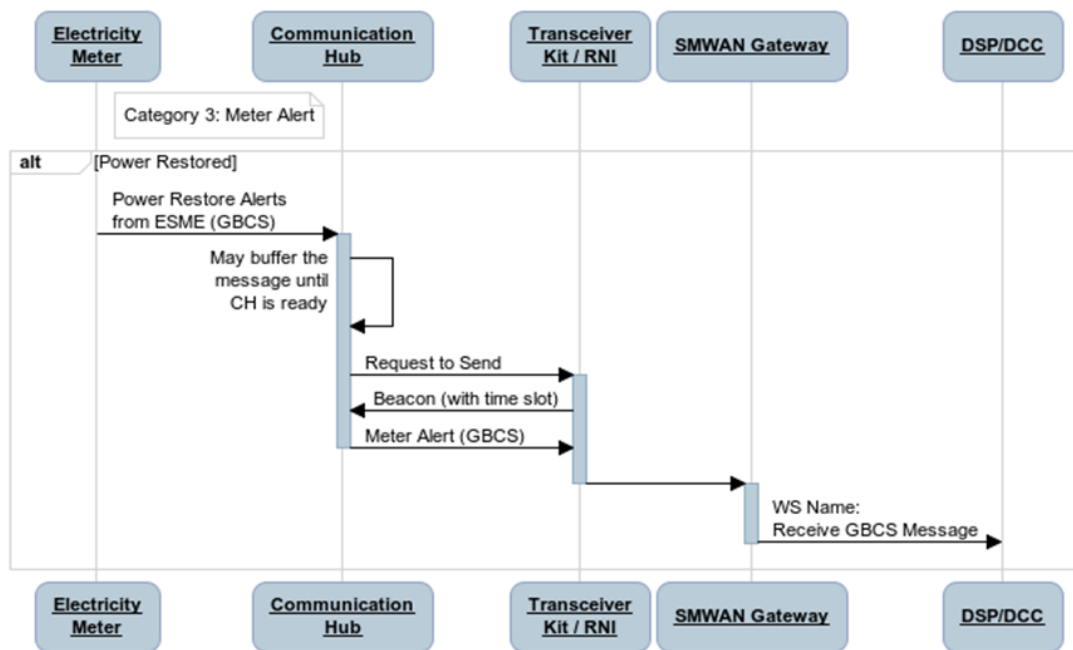 Electricity
Meter
Communication
Hub
Transceiver
Kit / RNI
SMWAN Gateway
DSP/DCC
Category 3: Meter Alert
alt
[Power Restored]
Power Restore Alerts
from ESME (GBCS)
May buffer the
message until
CH is ready
Request to Send
Beacon (with time slot)
Meter Alert (GBCS)
WS Name:
Receive GBCS Message
Electricity
Meter
Communication
Hub
Transceiver
Kit / RNI
SMWAN Gateway
DSP/DCC